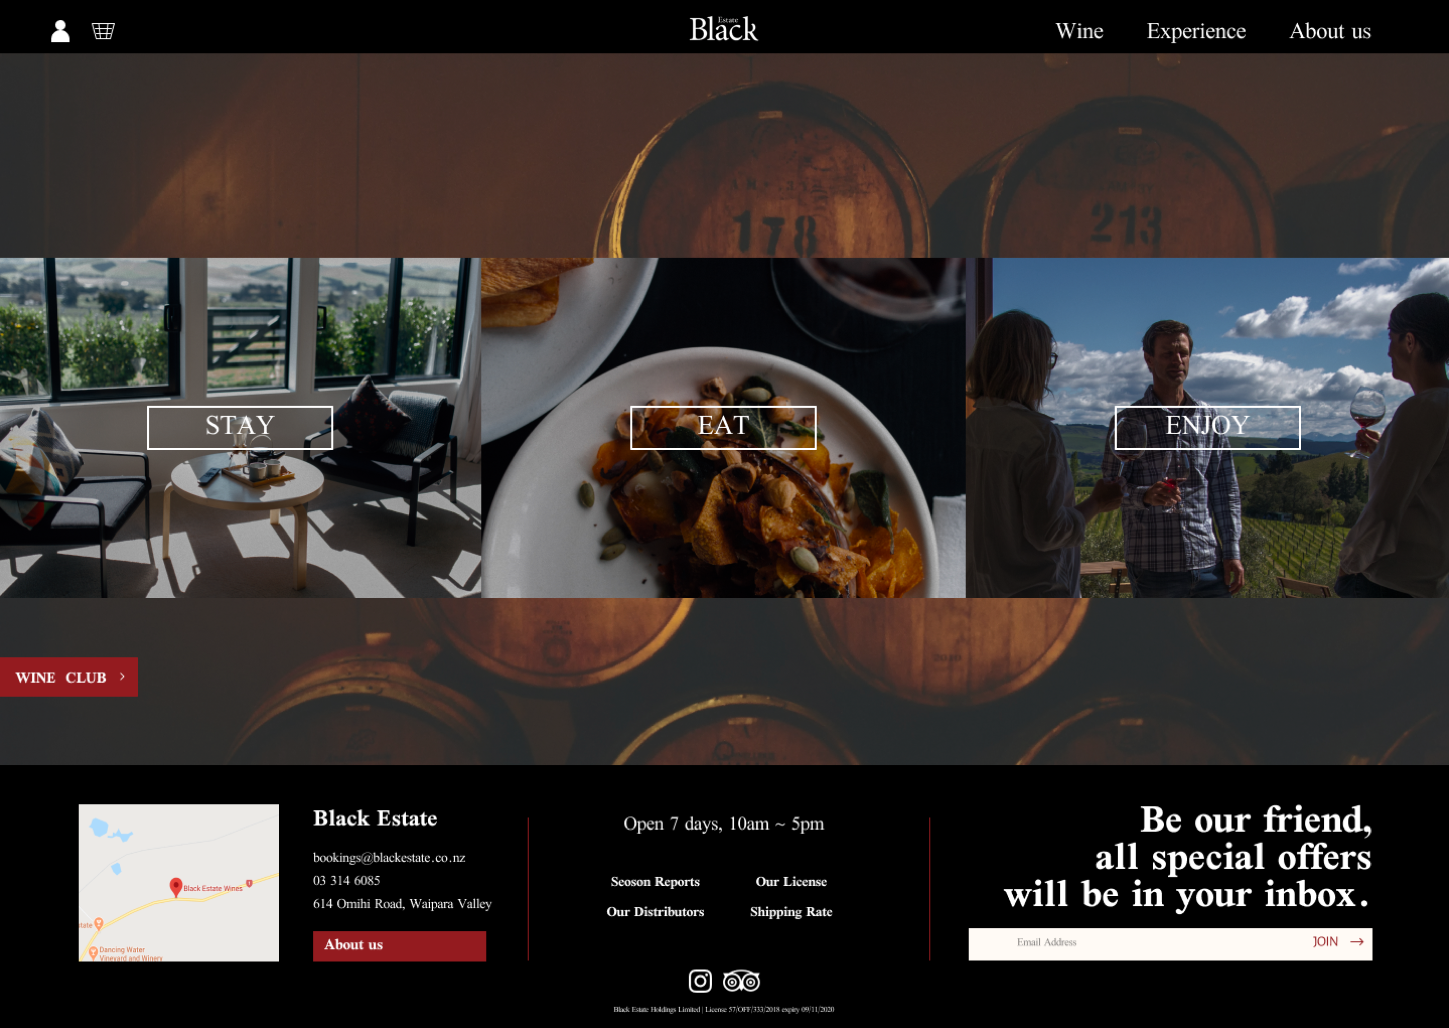 Estate
Black
Wine
Experience
About us
178
213
STAY
EAT
ENJOY
WINE CLUB
Black Estate
bookings@blackestate.co.nz
03 314 6085
614 Omihi Road, Waipara Valley
About us
Black Estate Wines
tate
Dancing Water
Vineyard and Winery
Open 7 days, 10am ~ 5pm
Seoson Reports
Our License
Our Distributors
Shipping Rate
Black Estate Holdings Limited | License 57/OFF/333/2018 expity 09/11/2020
Be our friend,
all special offers
will be in your inbox.
Email Address
JOIN